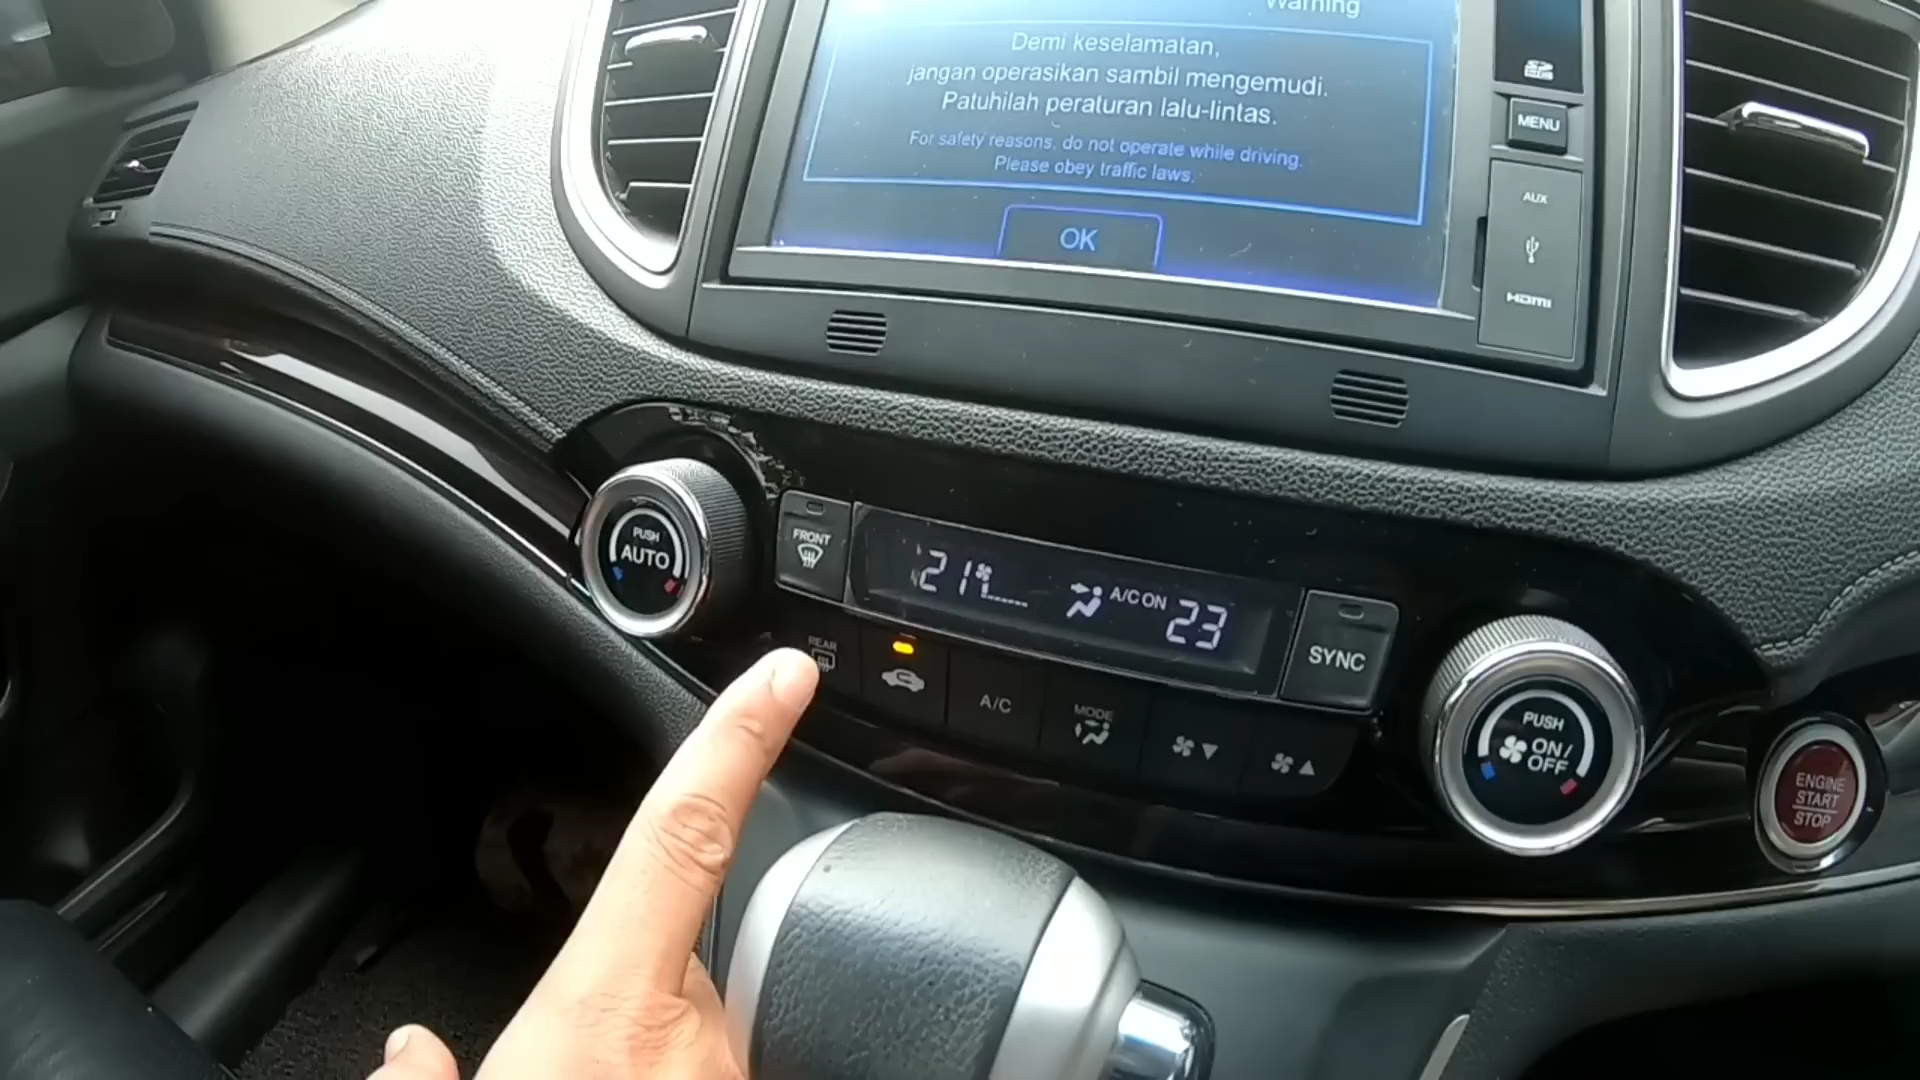 Warning
Demi keselamatan,
jangan operasikan sambil mengemudi.
Patuhilah peraturan lalu-lintas.
For safety reasons, do not operate while driving.
Please obey traffic laws.
OK
MENU
AUX
HDMI
PUSH
AUTO
FRONT
21
A/C ON
23
SYNC
REAR
A/C
MODE
PUSH
ON/
OFF
ENGINE
START
STOP